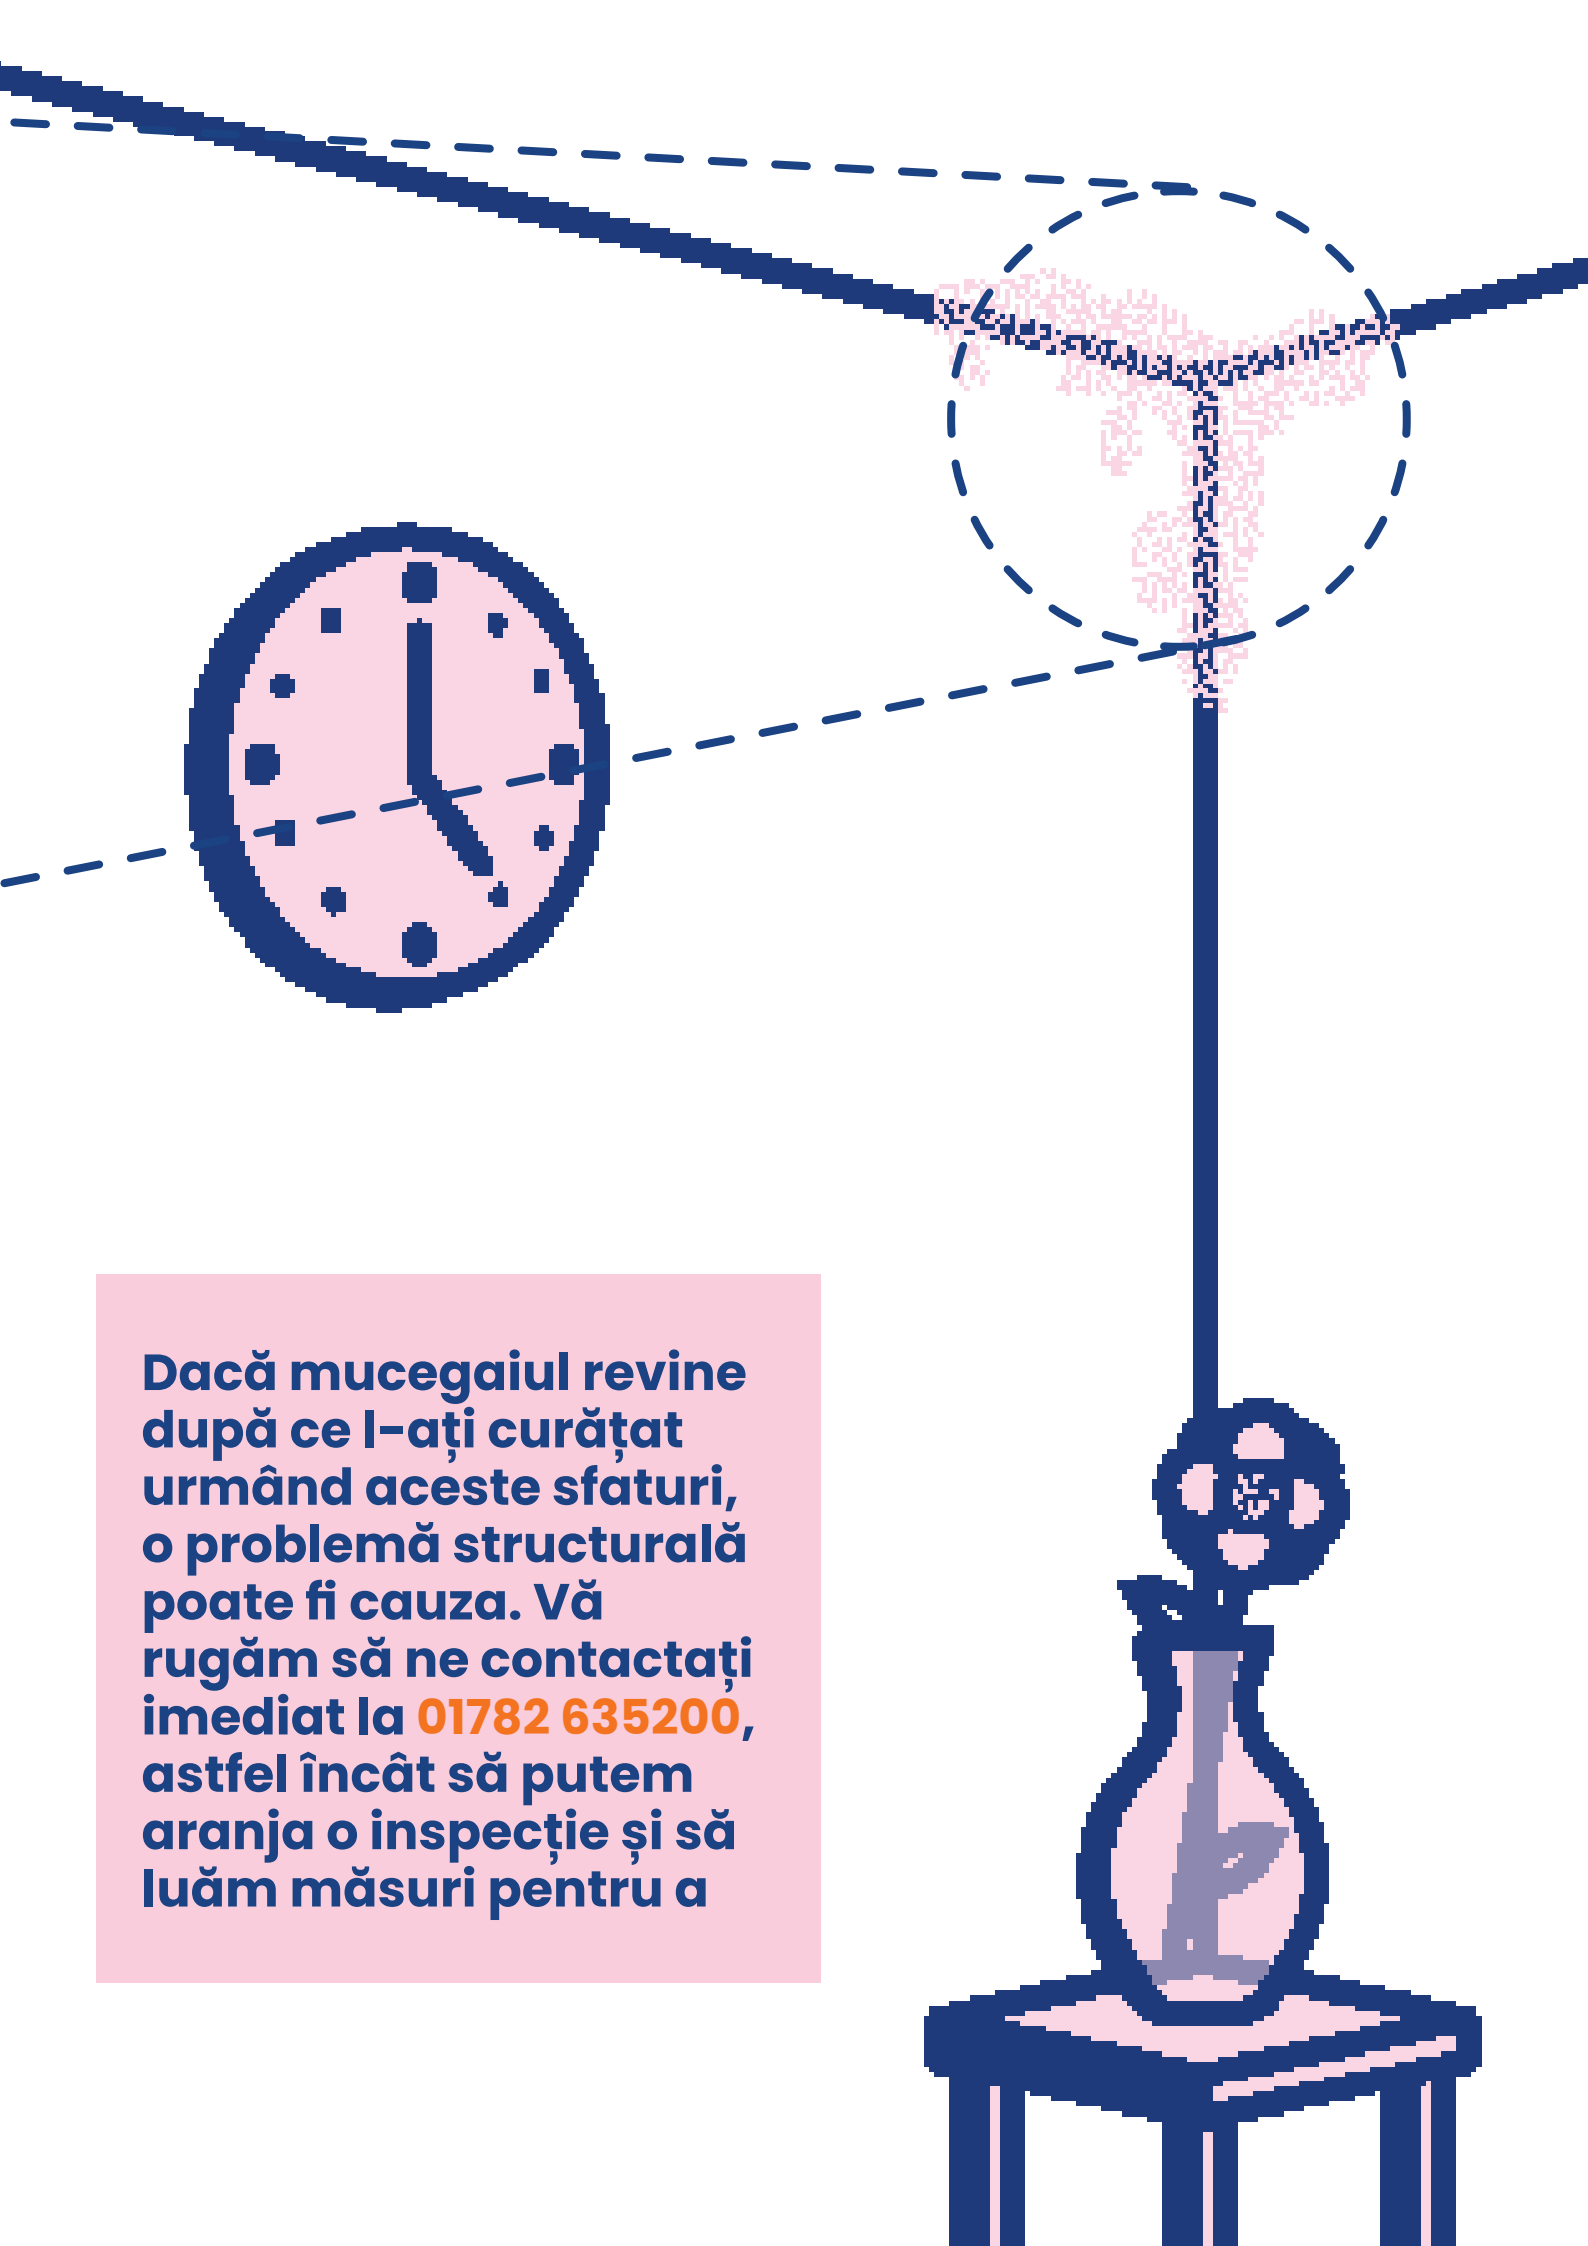 Dacă mucegaiul revine
după ce l-ați curățat
urmând aceste sfaturi,
o problemă structurală
poate fi cauza. Vă
rugăm să ne contactați
imediat la 01782 635200,
astfel încât să putem
aranja o inspecție și să
luăm măsuri pentru a